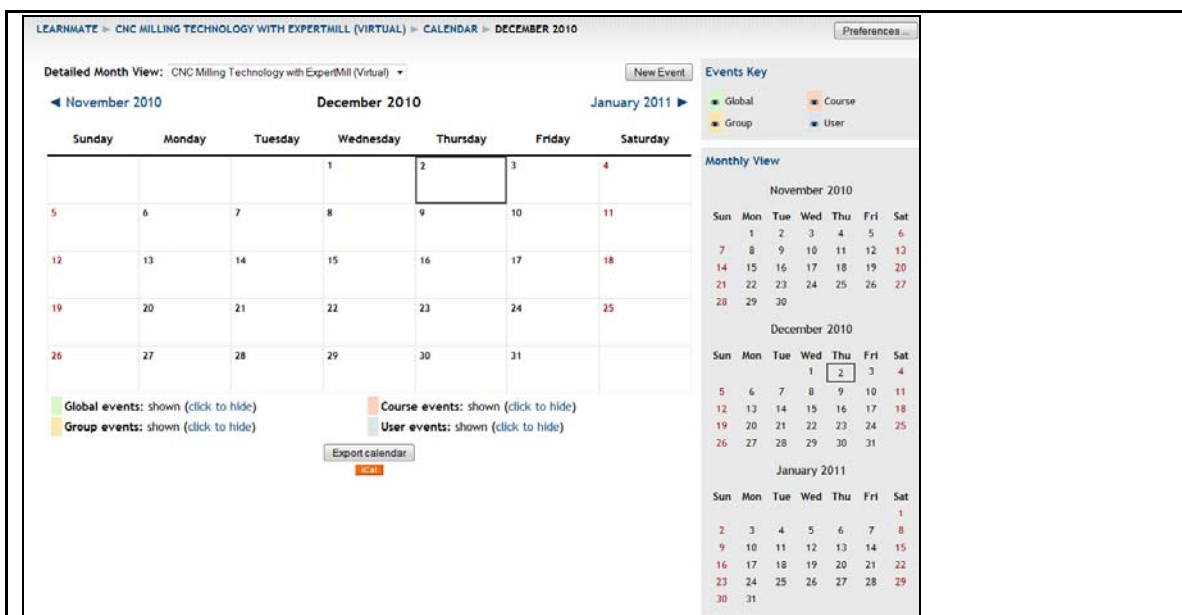 LEARNMATE ► CNC MILLING TECHNOLOGY WITH EXPERTMILL (VIRTUAL) ► CALENDAR ► DECEMBER 2010
Preferences ...
Detailed Month View: CNC Milling Technology with ExpertMill (Virtual)
New Event
◄ November 2010 December 2010 January 2011 ►
Sunday Monday Tuesday Wednesday Thursday Friday Saturday
1 2 3 4
5 6 7 8 9 10 11
12 13 14 15 16 17 18
19 20 21 22 23 24 25
26 27 28 29 30 31
Global events: shown (click to hide) Course events: shown (click to hide)
Group events: shown (click to hide) User events: shown (click to hide)
Export calendar
iCal
Events Key
Global Course
Group User
Monthly View
November 2010
Sun Mon Tue Wed Thu Fri Sat
1 2 3 4 5 6
7 8 9 10 11 12 13
14 15 16 17 18 19 20
21 22 23 24 25 26 27
28 29 30
December 2010
Sun Mon Tue Wed Thu Fri Sat
1 2 3 4
5 6 7 8 9 10 11
12 13 14 15 16 17 18
19 20 21 22 23 24 25
26 27 28 29 30 31
January 2011
Sun Mon Tue Wed Thu Fri Sat
1
2 3 4 5 6 7 8
9 10 11 12 13 14 15
16 17 18 19 20 21 22
23 24 25 26 27 28 29
30 31